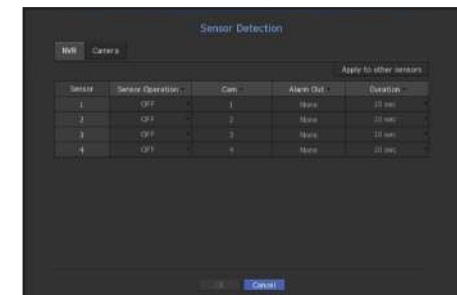 Sensor Detection
NVR Camera
Apply to other sensors
Sensor Sensor Operation Cam Alarm Out Duration
1 OFF 1 None 10 sec
2 OFF 2 None 10 sec
3 OFF 3 None 10 sec
4 OFF 4 None 10 sec
Cancel